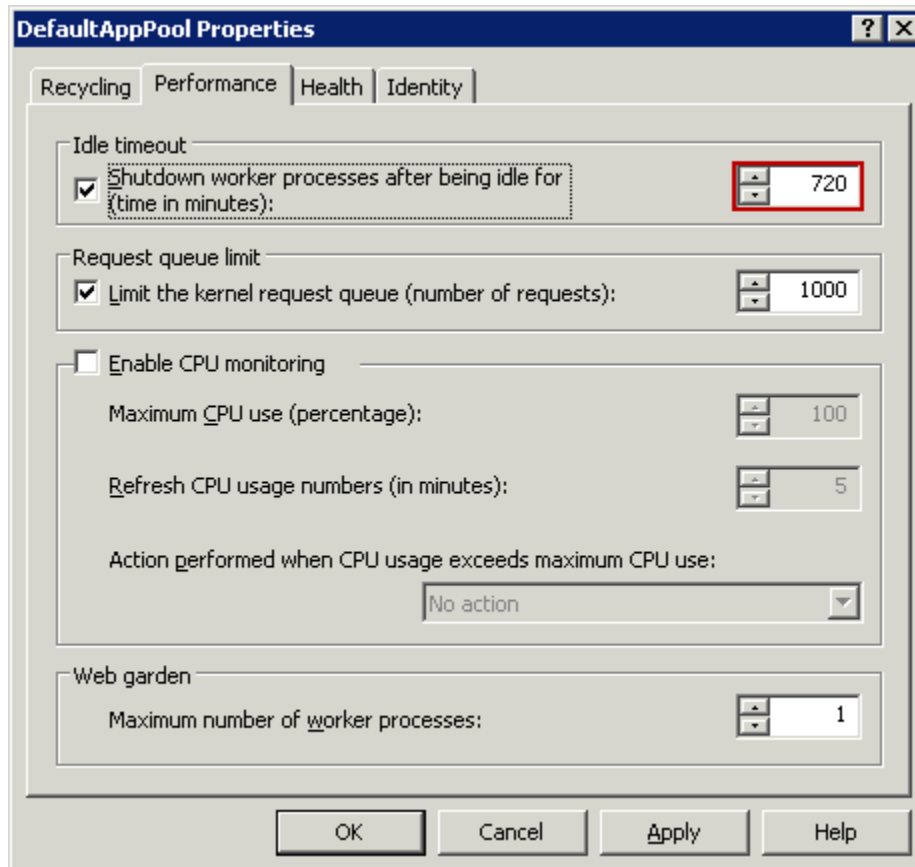 DefaultAppPool Properties
Recycling Performance Health Identity
Idle timeout
Shutdown worker processes after being idle for
(time in minutes):
720
Request queue limit
Limit the kernel request queue (number of requests):
1000
Enable CPU monitoring
Maximum CPU use (percentage):
100
Refresh CPU usage numbers (in minutes):
5
Action performed when CPU usage exceeds maximum CPU use:
No action
Web garden
Maximum number of worker processes:
1
OK Cancel Apply Help